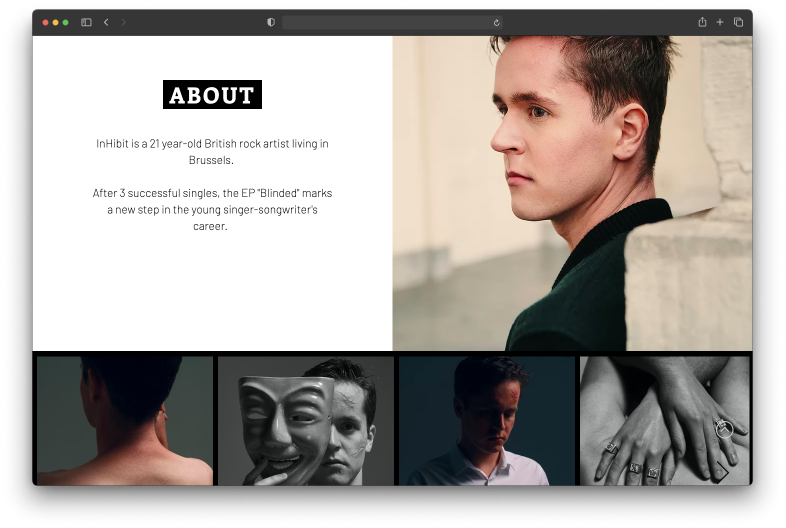 ABOUT
InHibit is a 21 year-old British rock artist living in
Brussels.
After 3 successful singles, the EP "Blinded" marks
a new step in the young singer-songwriter's
career.